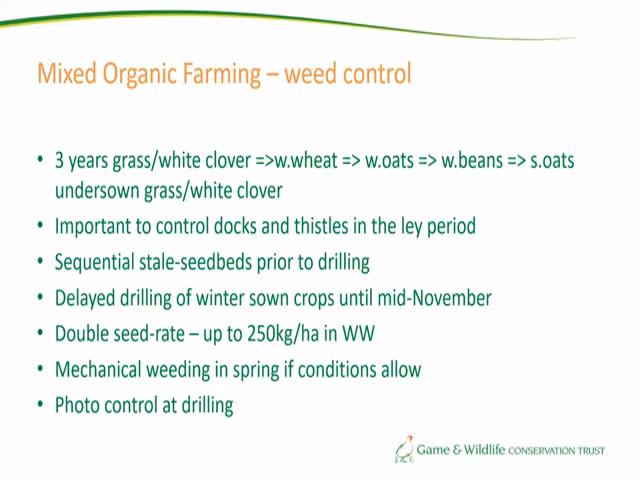 Mixed Organic Farming – weed control
• 3 years grass/white clover =>w.wheat => w.oats => w.beans => s.oats
undersown grass/white clover
• Important to control docks and thistles in the ley period
• Sequential stale-seedbeds prior to drilling
• Delayed drilling of winter sown crops until mid-November
• Double seed-rate – up to 250kg/ha in WW
• Mechanical weeding in spring if conditions allow
• Photo control at drilling
Game & Wildlife CONSERVATION TRUST